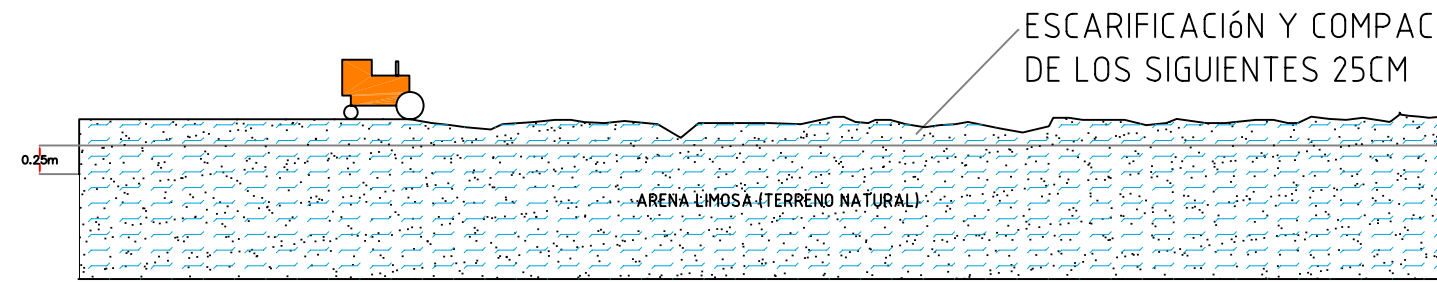 ESCARIFICACIóN Y COMPAC
DE LOS SIGUIENTES 25CM
0.25m
ARENA LIMOSA (TERRENO NATURAL)